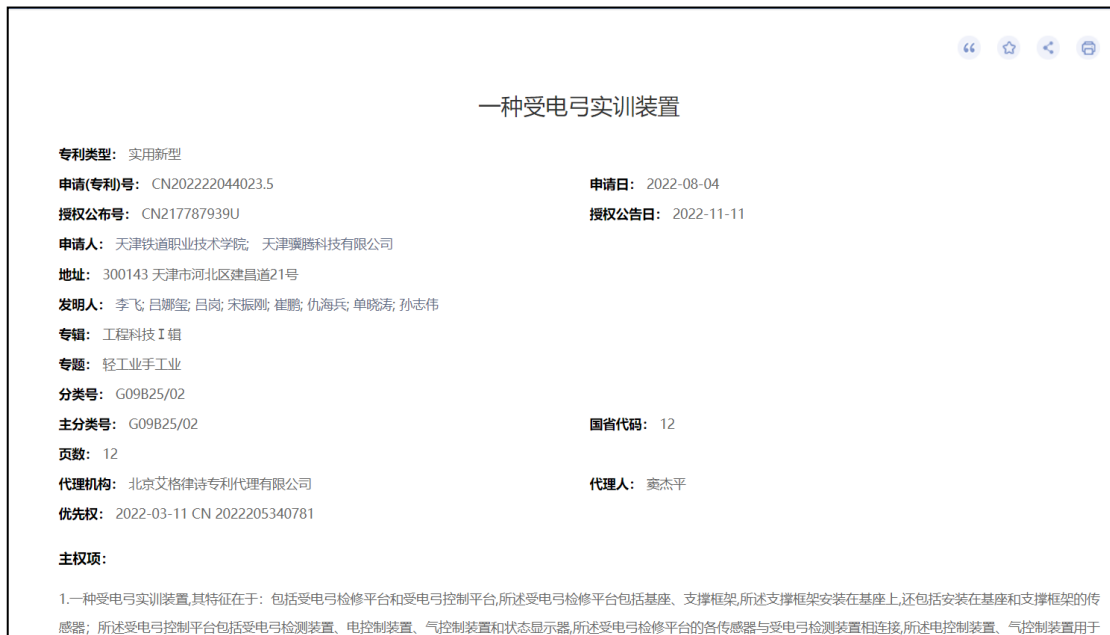 一种受电弓实训装置
专利类型： 实用新型
申请(专利)号： CN202222044023.5 申请日： 2022-08-04
授权公布号： CN217787939U 授权公告日： 2022-11-11
申请人： 天津铁道职业技术学院; 天津骥腾科技有限公司
地址： 300143 天津市河北区建昌道21号
发明人： 李飞; 吕娜玺; 吕岗; 宋振刚; 崔鹏; 仇海兵; 单晓涛; 孙志伟
专辑： 工程科技Ⅰ辑
专题： 轻工业手工业
分类号： G09B25/02
主分类号： G09B25/02 国省代码： 12
页数： 12
代理机构： 北京艾格律诗专利代理有限公司 代理人： 窦杰平
优先权： 2022-03-11 CN 2022205340781
主权项：
1.一种受电弓实训装置,其特征在于：包括受电弓检修平台和受电弓控制平台,所述受电弓检修平台包括基座、支撑框架,所述支撑框架安装在基座上,还包括安装在基座和支撑框架的传
感器；所述受电弓控制平台包括受电弓检测装置、电控制装置、气控制装置和状态显示器,所述受电弓检修平台的各传感器与受电弓检测装置相连接,所述电控制装置、气控制装置用于